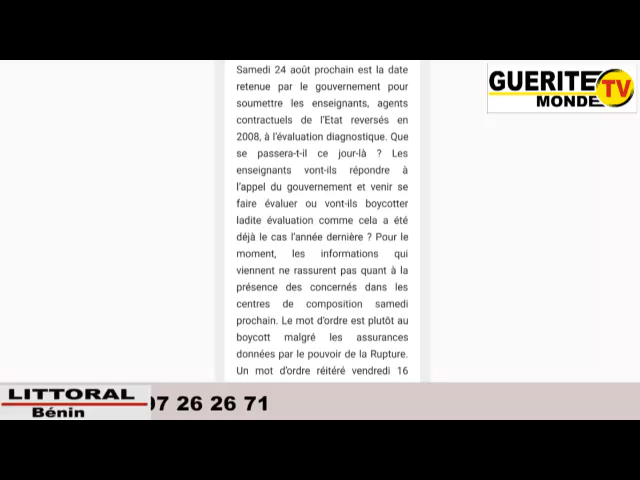 Samedi 24 août prochain est la date
retenue par le gouvernement pour
soumettre les enseignants, agents
contractuels de l'Etat reversés en
2008, à l'évaluation diagnostique. Que
se passera-t-il ce jour-là ? Les
enseignants vont-ils répondre à
l'appel du gouvernement et venir se
faire évaluer ou vont-ils boycotter
ladite évaluation comme cela a été
déjà le cas l'année dernière ? Pour le
moment, les informations qui
viennent ne rassurent pas quant à la
présence des concernés dans les
centres de composition samedi
prochain. Le mot d'ordre est plutôt au
boycott malgré les assurances
données par le pouvoir de la Rupture.
Un mot d'ordre réitéré vendredi 16
GUERITE TV
MONDE
LITTORAL
Bénin
07 26 26 71